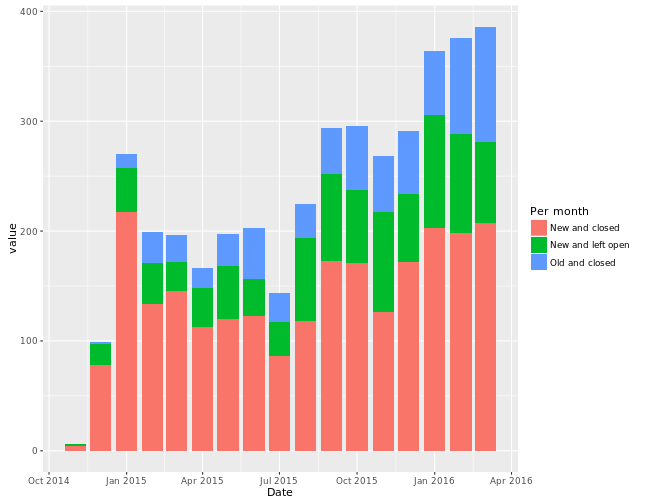 400
300
200
100
0
value
Oct 2014
Jan 2015
Apr 2015
Jul 2015
Oct 2015
Jan 2016
Apr 2016
Date
Per month
New and closed
New and left open
Old and closed